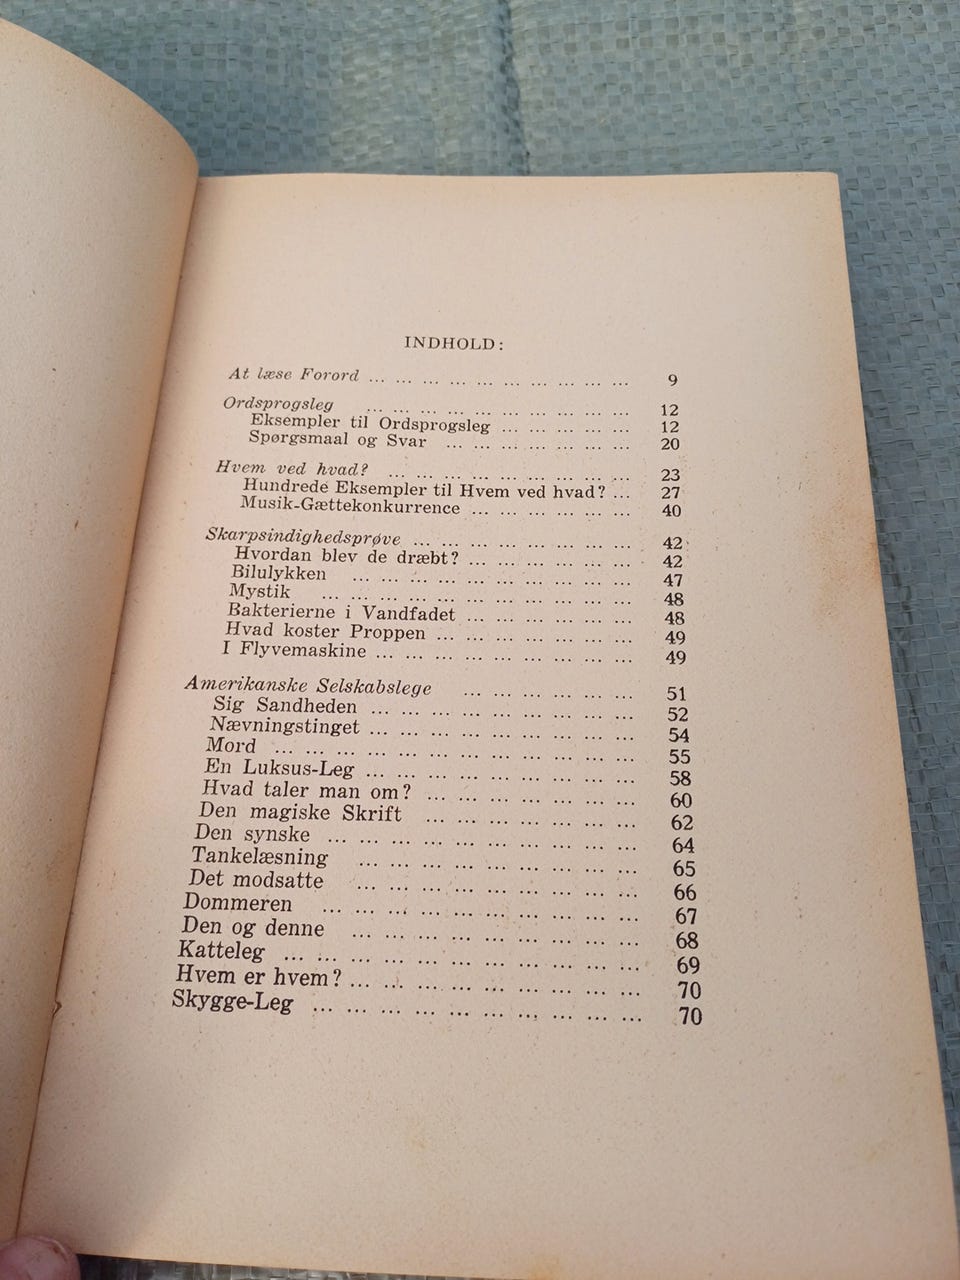 INDHOLD:
At læse Forord ... ... ... ... ... ... ... ... ... ... 9
Ordsprogsleg ... ... ... ... ... ... ... ... ... ... 12
Eksempler til Ordsprogsleg ... ... ... ... ... 12
Spørgsmaal og Svar ... ... ... ... ... ... ... 20
Hvem ved hvad? ... ... ... ... ... ... ... ... ... 23
Hundrede Eksempler til Hvem ved hvad? ... 27
Musik-Gættekonkurrence ... ... ... ... ... ... 40
Skarpsindighedsprøve ... ... ... ... ... ... ... ... 42
Hvordan blev de dræbt? ... ... ... ... ... ... 42
Bilulykken ... ... ... ... ... ... ... ... ... ... 47
Mystik ... ... ... ... ... ... ... ... ... ... ... 48
Bakterierne i Vandfadet ... ... ... ... ... ... 48
Hvad koster Proppen ... ... ... ... ... ... ... 49
I Flyvemaskine ... ... ... ... ... ... ... ... ... 49
Amerikanske Selskabslege ... ... ... ... ... ... 51
Sig Sandheden ... ... ... ... ... ... ... ... ... 52
Nævningstinget ... ... ... ... ... ... ... ... ... 54
Mord ... ... ... ... ... ... ... ... ... ... ... ... 55
En Luksus-Leg ... ... ... ... ... ... ... ... ... 58
Hvad taler man om? ... ... ... ... ... ... ... 60
Den magiske Skrift ... ... ... ... ... ... ... 62
Den synske ... ... ... ... ... ... ... ... ... ... 64
Tankelæsning ... ... ... ... ... ... ... ... ... 65
Det modsatte ... ... ... ... ... ... ... ... ... 66
Dommeren ... ... ... ... ... ... ... ... ... ... 67
Den og denne ... ... ... ... ... ... ... ... ... 68
Katteleg ... ... ... ... ... ... ... ... ... ... ... 69
Hvem er hvem? ... ... ... ... ... ... ... ... ... 70
Skygge-Leg ... ... ... ... ... ... ... ... ... ... 70